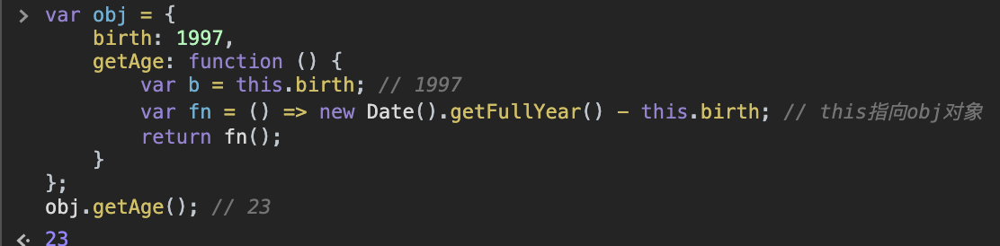 > var obj = {
birth: 1997,
getAge: function () {
var b = this.birth; // 1997
var fn = () => new Date().getFullYear() - this.birth; // this指向obj对象
return fn();
}
};
obj.getAge(); // 23
23